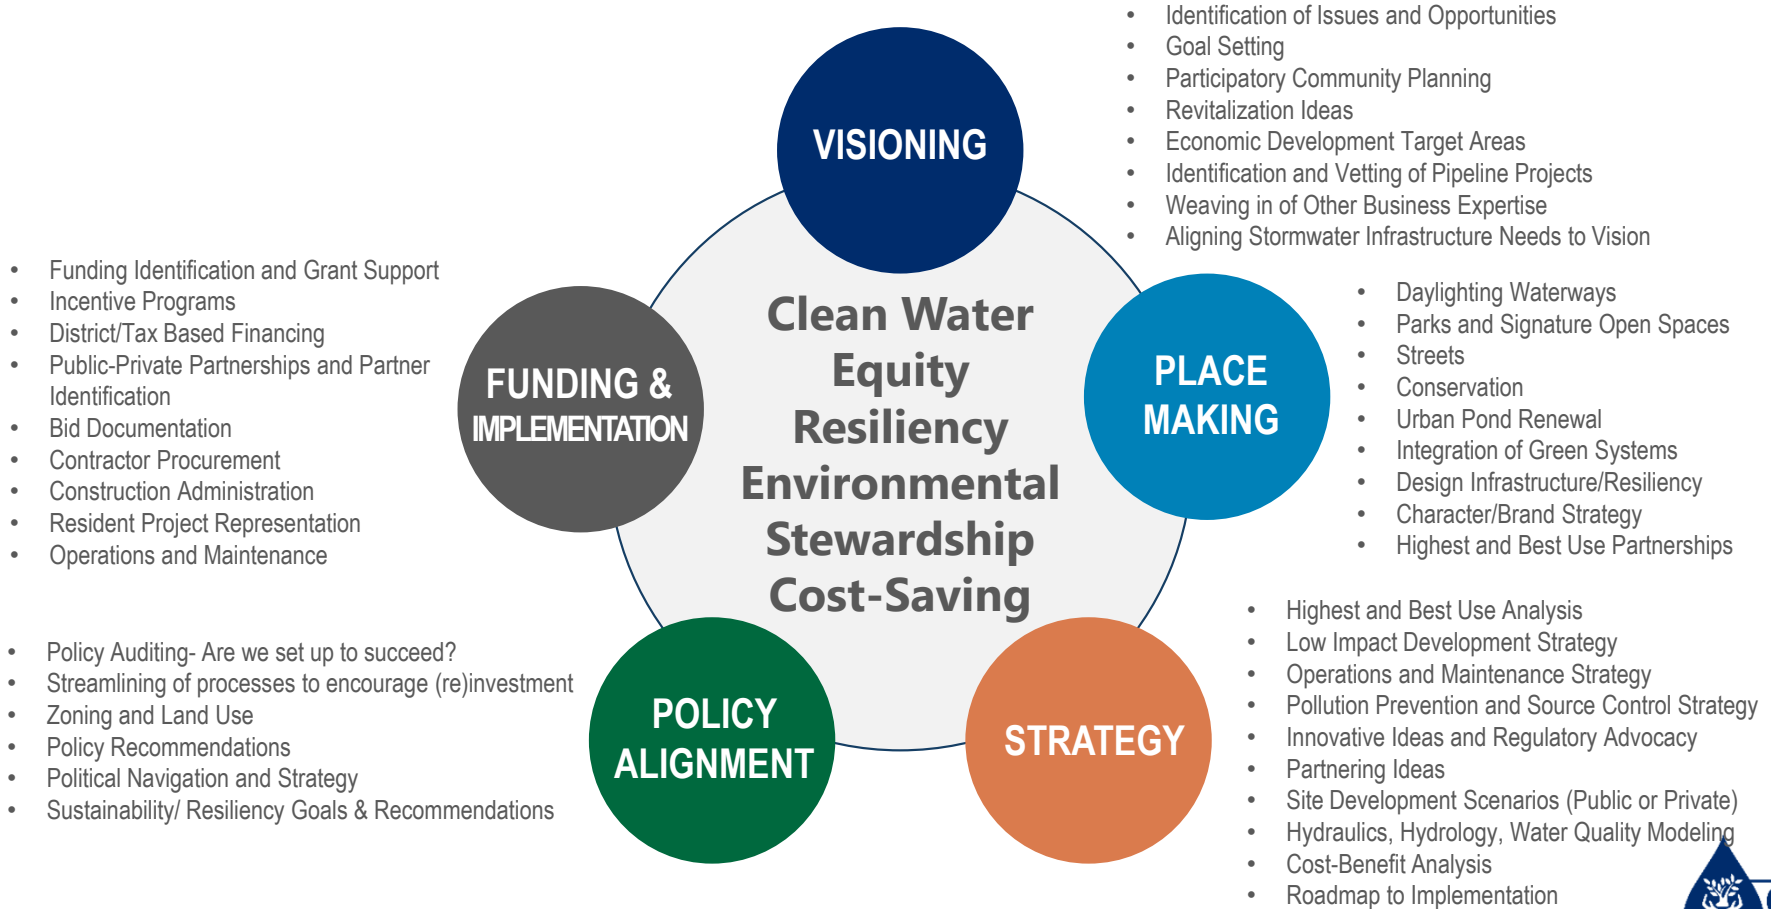 • Identification of Issues and Opportunities
• Goal Setting
• Participatory Community Planning
• Revitalization Ideas
• Economic Development Target Areas
• Identification and Vetting of Pipeline Projects
• Weaving in of Other Business Expertise
• Aligning Stormwater Infrastructure Needs to Vision
VISIONING
• Funding Identification and Grant Support
• Incentive Programs
• District/Tax Based Financing
• Public-Private Partnerships and Partner
Identification
• Bid Documentation
• Contractor Procurement
• Construction Administration
• Resident Project Representation
• Operations and Maintenance
FUNDING &
IMPLEMENTATION
Clean Water
Equity
Resiliency
Environmental
Stewardship
Cost-Saving
PLACE
MAKING
• Daylighting Waterways
• Parks and Signature Open Spaces
• Streets
• Conservation
• Urban Pond Renewal
• Integration of Green Systems
• Design Infrastructure/Resiliency
• Character/Brand Strategy
• Highest and Best Use Partnerships
• Policy Auditing- Are we set up to succeed?
• Streamlining of processes to encourage (re)investment
• Zoning and Land Use
• Policy Recommendations
• Political Navigation and Strategy
• Sustainability/ Resiliency Goals & Recommendations
POLICY
ALIGNMENT
STRATEGY
• Highest and Best Use Analysis
• Low Impact Development Strategy
• Operations and Maintenance Strategy
• Pollution Prevention and Source Control Strategy
• Innovative Ideas and Regulatory Advocacy
• Partnering Ideas
• Site Development Scenarios (Public or Private)
• Hydraulics, Hydrology, Water Quality Modeling
• Cost-Benefit Analysis
• Roadmap to Implementation